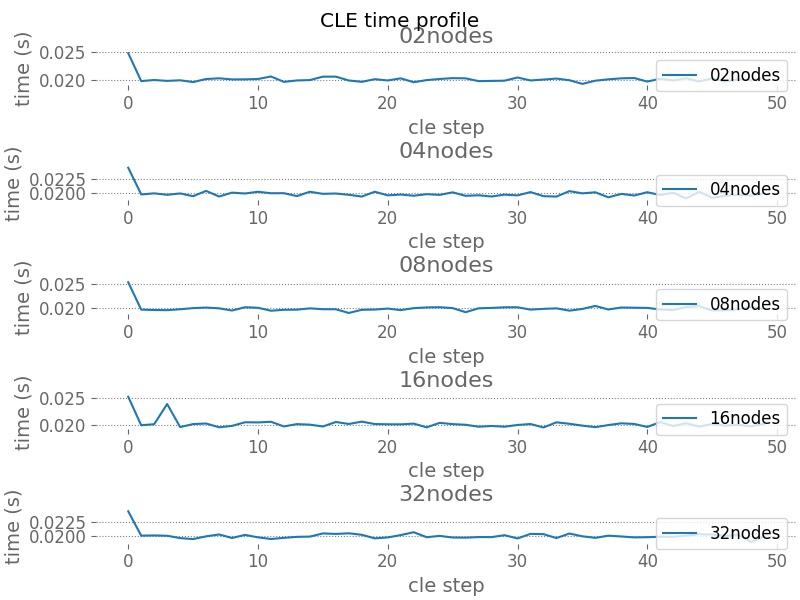 CLE time profile
02nodes
time (s)
0.025
0.020
02nodes
0 10 20 30 40 50
cle step
04nodes
time (s)
0.0225
0.0200
04nodes
0 10 20 30 40 50
cle step
08nodes
time (s)
0.025
0.020
08nodes
0 10 20 30 40 50
cle step
16nodes
time (s)
0.025
0.020
16nodes
0 10 20 30 40 50
cle step
32nodes
time (s)
0.0225
0.0200
32nodes
0 10 20 30 40 50
cle step